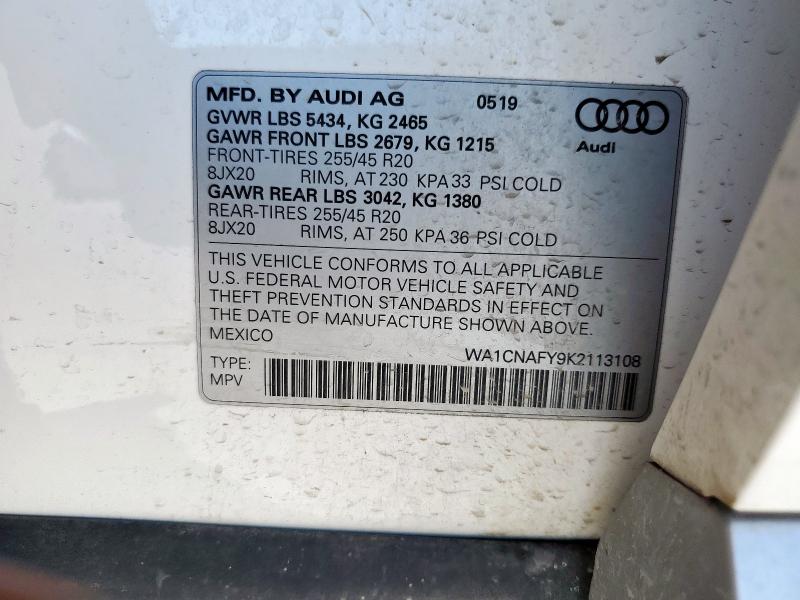 MFD. BY AUDI AG 0519
Audi
GVWR LBS 5434, KG 2465
GAWR FRONT LBS 2679, KG 1215
FRONT-TIRES 255/45 R20
8JX20 RIMS, AT 230 KPA 33 PSI COLD
GAWR REAR LBS 3042, KG 1380
REAR-TIRES 255/45 R20
8JX20 RIMS, AT 250 KPA 36 PSI COLD
THIS VEHICLE CONFORMS TO ALL APPLICABLE
U.S. FEDERAL MOTOR VEHICLE SAFETY AND
THEFT PREVENTION STANDARDS IN EFFECT ON
THE DATE OF MANUFACTURE SHOWN ABOVE.
MEXICO
WA1CNAFY9K2113108
TYPE:
MPV